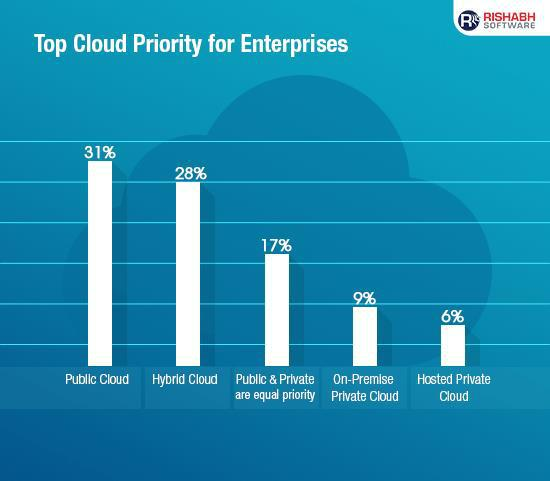 RISHABH
SOFTWARE
Top Cloud Priority for Enterprises
31%
28%
17%
9%
6%
Public Cloud
Hybrid Cloud
Public & Private
are equal priority
On-Premise
Private Cloud
Hosted Private
Cloud